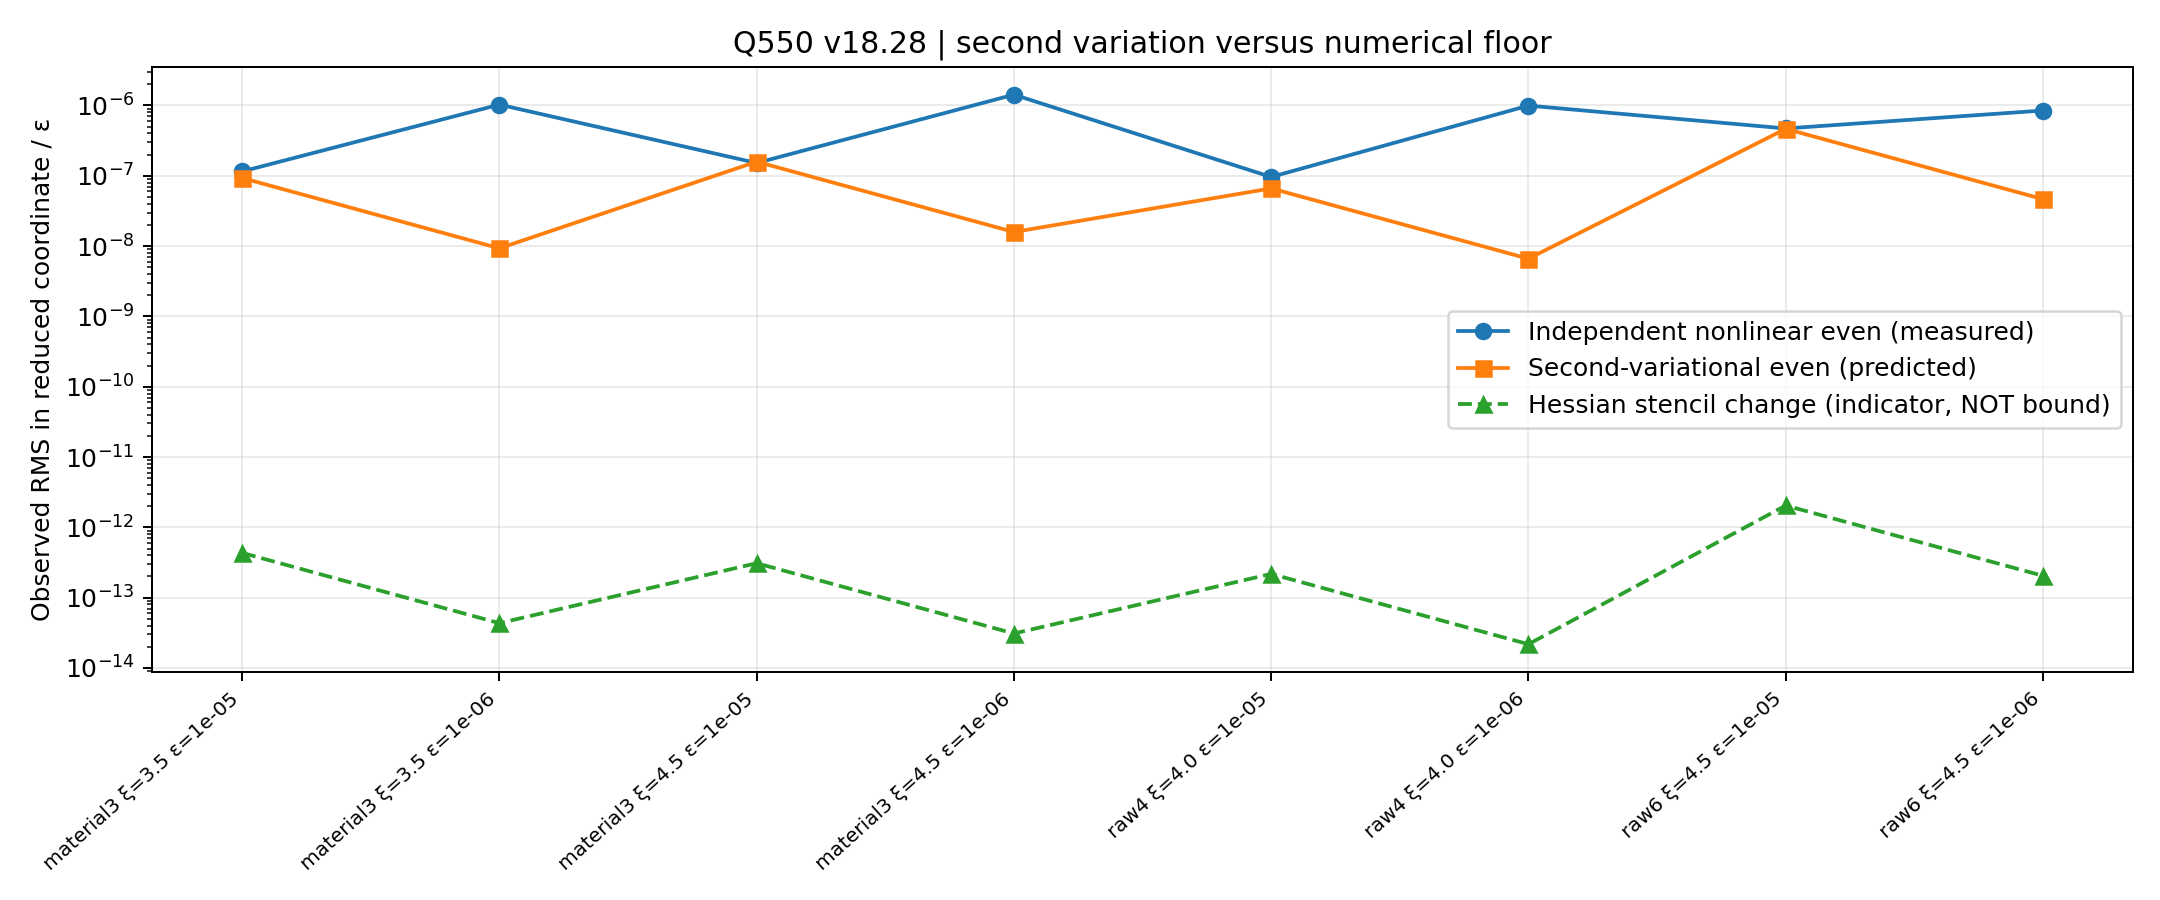 Q550 v18.28 | second variation versus numerical floor
Observed RMS in reduced coordinate / ε
10⁻⁶
10⁻⁷
10⁻⁸
10⁻⁹
10⁻¹⁰
10⁻¹¹
10⁻¹²
10⁻¹³
10⁻¹⁴
Independent nonlinear even (measured)
Second-variational even (predicted)
Hessian stencil change (indicator, NOT bound)
material3 ξ=3.5 ε=1e-05
material3 ξ=3.5 ε=1e-06
material3 ξ=4.5 ε=1e-05
material3 ξ=4.5 ε=1e-06
raw4 ξ=4.0 ε=1e-05
raw4 ξ=4.0 ε=1e-06
raw6 ξ=4.5 ε=1e-05
raw6 ξ=4.5 ε=1e-06